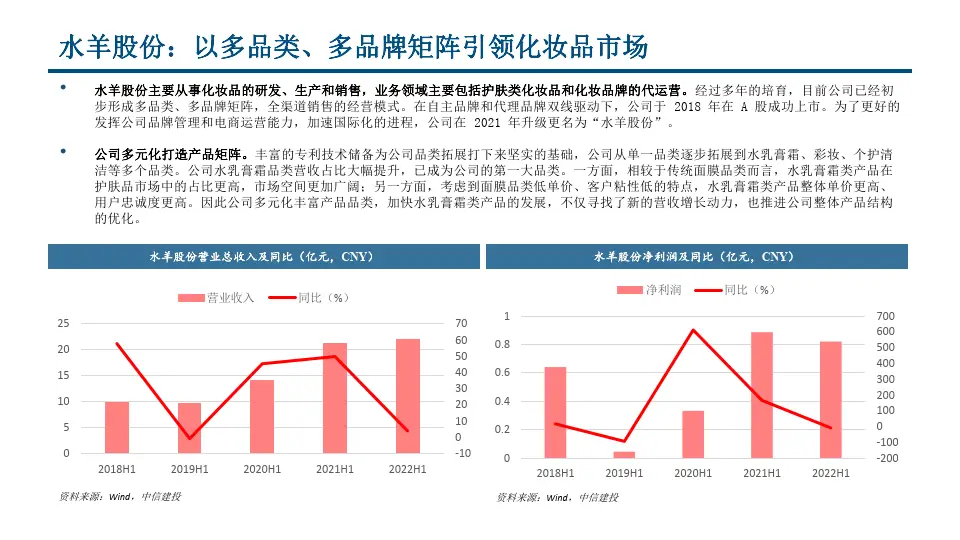 水羊股份：以多品类、多品牌矩阵引领化妆品市场
• 水羊股份主要从事化妆品的研发、生产和销售，业务领域主要包括护肤类化妆品和化妆品牌的代运营。经过多年的培育，目前公司已经初
步形成多品类、多品牌矩阵，全渠道销售的经营模式。在自主品牌和代理品牌双线驱动下，公司于 2018 年在 A 股成功上市。为了更好的
发挥公司品牌管理和电商运营能力，加速国际化的进程，公司在 2021 年升级更名为“水羊股份”。
• 公司多元化打造产品矩阵。丰富的专利技术储备为公司品类拓展打下来坚实的基础，公司从单一品类逐步拓展到水乳膏霜、彩妆、个护清
洁等多个品类。公司水乳膏霜品类营收占比大幅提升，已成为公司的第一大品类。一方面，相较于传统面膜品类而言，水乳膏霜类产品在
护肤品市场中的占比更高，市场空间更加广阔；另一方面，考虑到面膜品类低单价、客户粘性低的特点，水乳膏霜类产品整体单价更高、
用户忠诚度更高。因此公司多元化丰富产品品类，加快水乳膏霜类产品的发展，不仅寻找了新的营收增长动力，也推进公司整体产品结构
的优化。
水羊股份营业总收入及同比（亿元，CNY）
营业收入 同比（%）
25 70
20 60
15 50
10 40
5 30
0 20
10
0
-10
2018H1 2019H1 2020H1 2021H1 2022H1
资料来源：Wind，中信建投
水羊股份净利润及同比（亿元，CNY）
净利润 同比（%）
1 700
0.8 600
0.6 500
0.4 400
0.2 300
0 200
100
0
-100
-200
2018H1 2019H1 2020H1 2021H1 2022H1
资料来源：Wind，中信建投